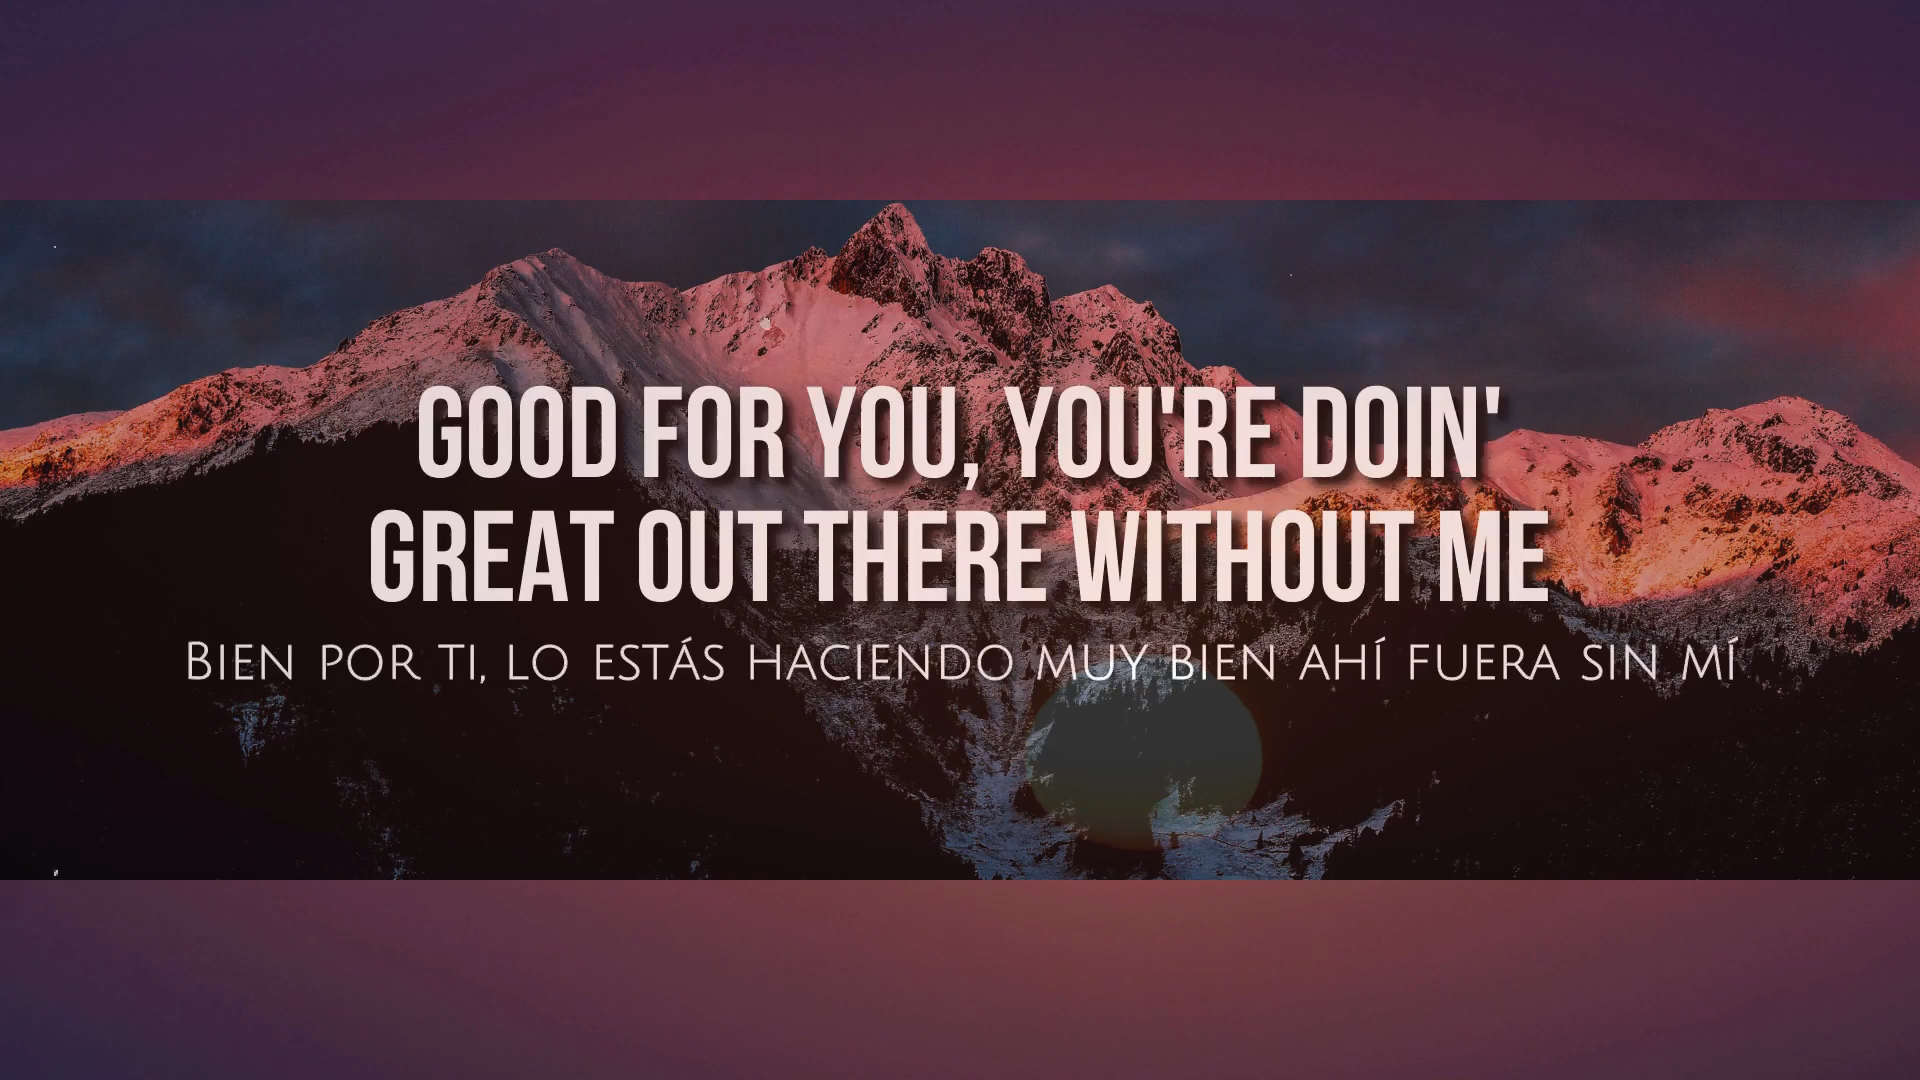 GOOD FOR YOU, YOU'RE DOIN'
GREAT OUT THERE WITHOUT ME
BIEN POR TI, LO ESTÁS HACIENDO MUY BIEN AHÍ FUERA SIN MÍ